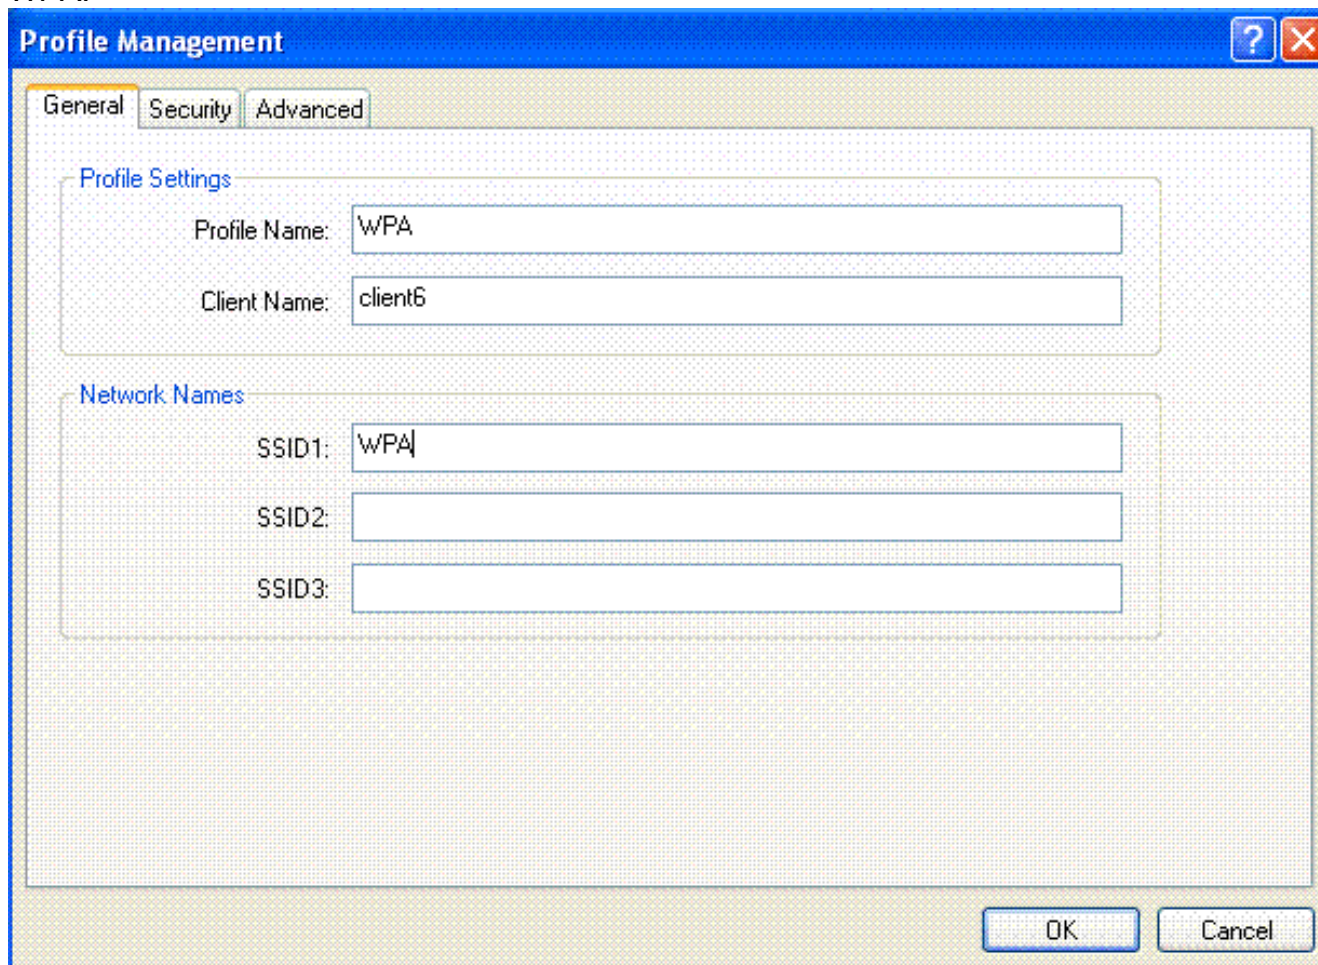 Profile Management
General Security Advanced
Profile Settings
Profile Name: WPA
Client Name: client6
Network Names
SSID1: WPA
SSID2:
SSID3:
OK Cancel